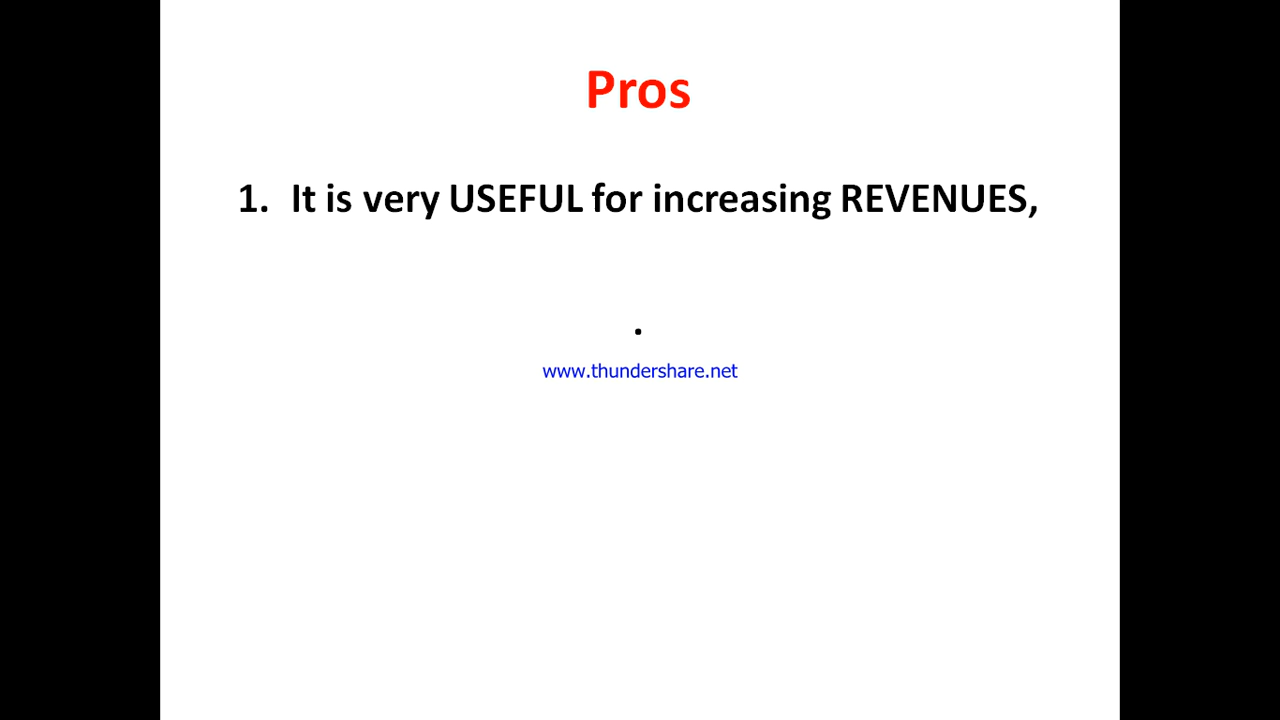 Pros
1. It is very USEFUL for increasing REVENUES,
.
www.thundershare.net